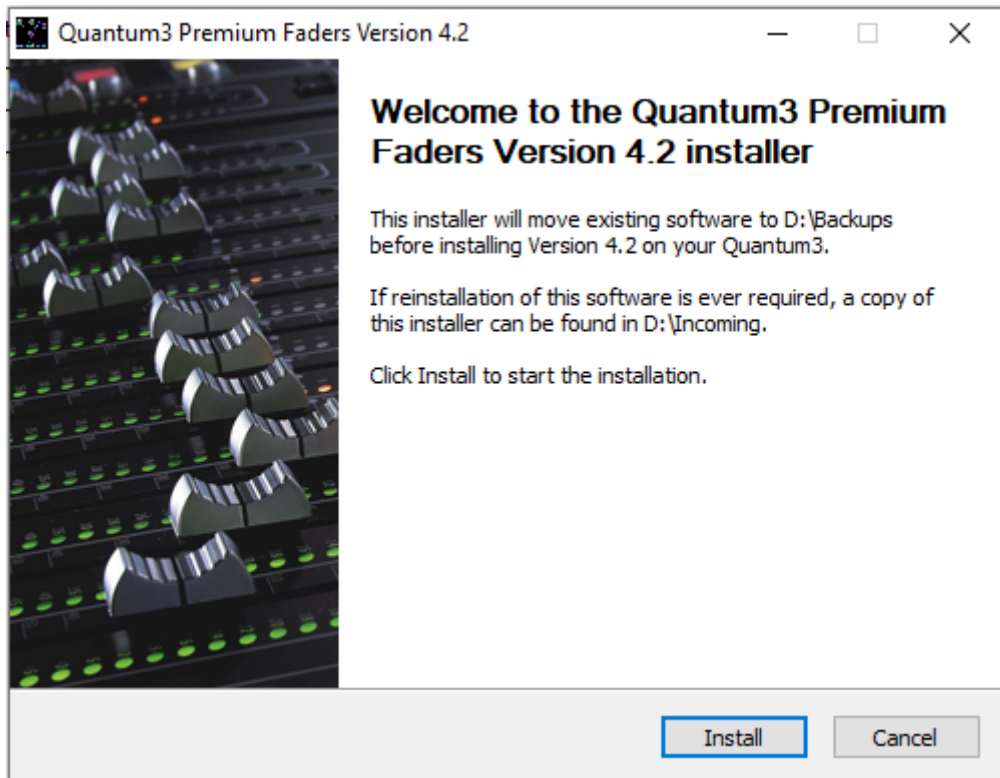 Quantum3 Premium Faders Version 4.2
Welcome to the Quantum3 Premium
Faders Version 4.2 installer
This installer will move existing software to D:\Backups
before installing Version 4.2 on your Quantum3.
If reinstallation of this software is ever required, a copy of
this installer can be found in D:\Incoming.
Click Install to start the installation.
Install
Cancel